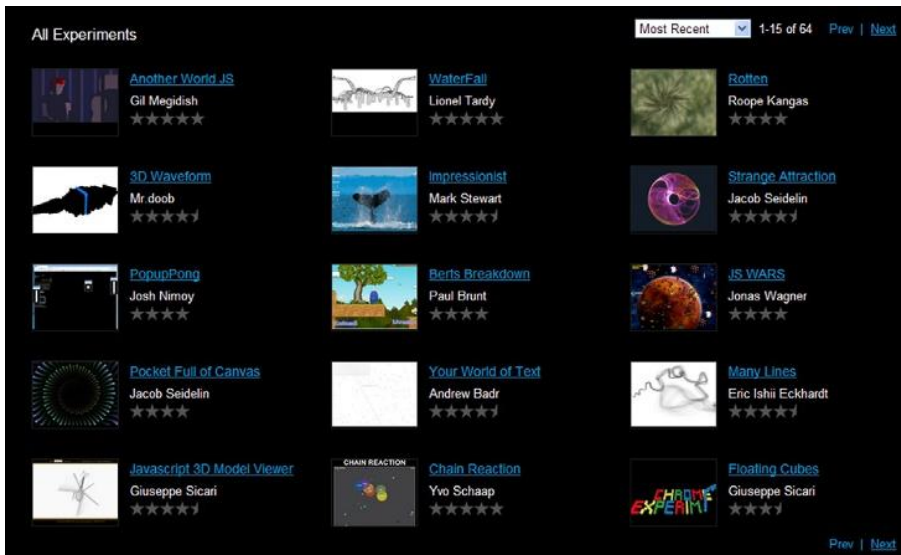 All Experiments
Most Recent 1-15 of 64 Prev | Next
Another World JS
Gil Megidish
WaterFall
Lionel Tardy
Rotten
Roope Kangas
3D Waveform
Mr.doob
Impressionist
Mark Stewart
Strange Attraction
Jacob Seidelin
PopupPong
Josh Nimoy
Berts Breakdown
Paul Brunt
JS WARS
Jonas Wagner
Pocket Full of Canvas
Jacob Seidelin
Your World of Text
Andrew Badr
Many Lines
Eric Ishii Eckhardt
Javascript 3D Model Viewer
Giuseppe Sicari
CHAIN REACTION
Chain Reaction
Yvo Schaap
CHROME
EXPERIM
Floating Cubes
Giuseppe Sicari
Prev | Next